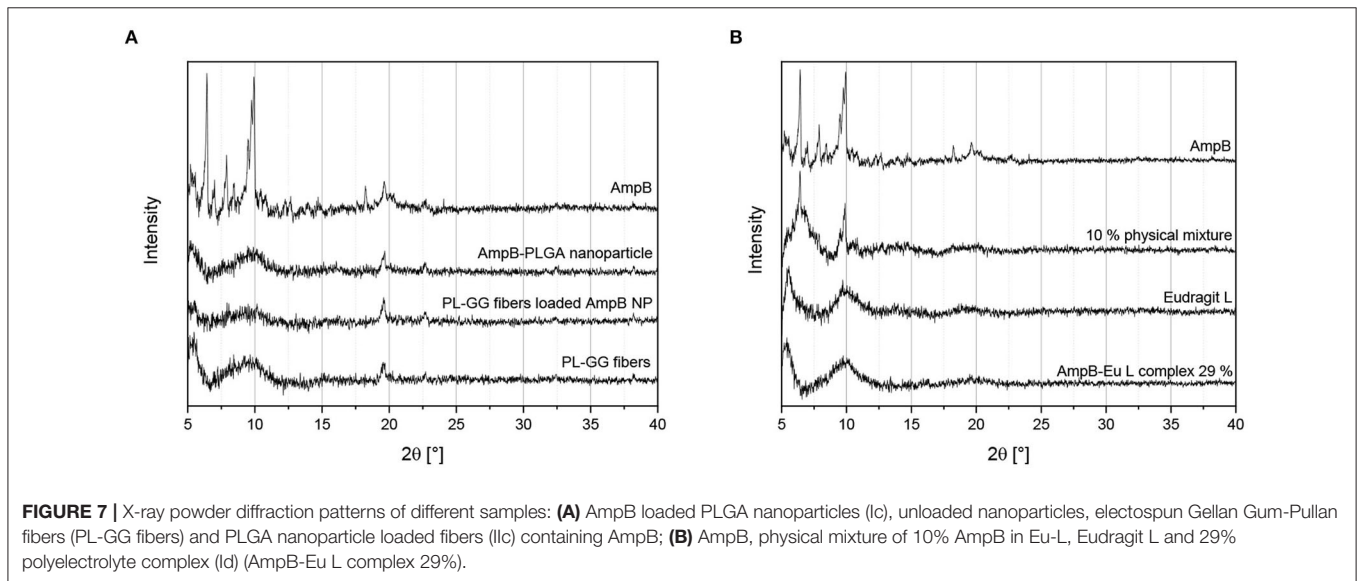 A
Intensity
AmpB
AmpB-PLGA nanoparticle
PL-GG fibers loaded AmpB NP
PL-GG fibers
5 10 15 20 25 30 35 40
2θ [°]
B
Intensity
AmpB
10 % physical mixture
Eudragit L
AmpB-Eu L complex 29 %
5 10 15 20 25 30 35 40
2θ [°]
FIGURE 7 | X-ray powder diffraction patterns of different samples: (A) AmpB loaded PLGA nanoparticles (Ic), unloaded nanoparticles, electospun Gellan Gum-Pullan
fibers (PL-GG fibers) and PLGA nanoparticle loaded fibers (IIc) containing AmpB; (B) AmpB, physical mixture of 10% AmpB in Eu-L, Eudragit L and 29%
polyelectrolyte complex (Id) (AmpB-Eu L complex 29%).